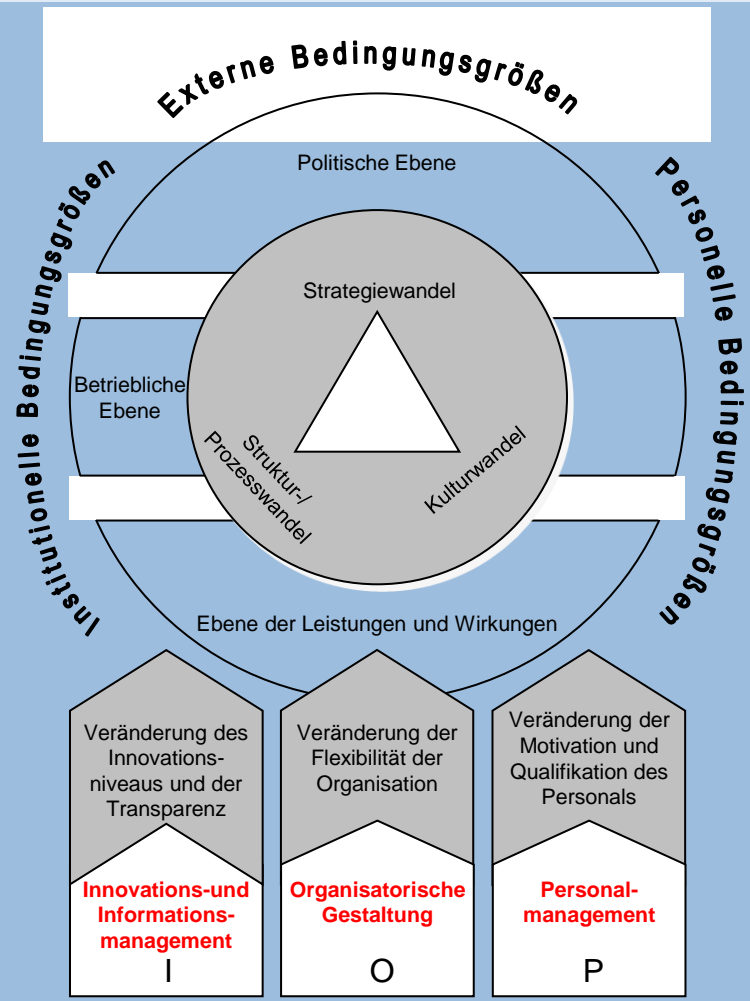 Externe Bedingungsgrößen
Institutionelle Bedingungsgrößen
Personelle Bedingungsgrößen
Politische Ebene
Strategiewandel
Betriebliche
Ebene
Struktur-/
Prozesswandel
Kulturwandel
Ebene der Leistungen und Wirkungen
Veränderung des
Innovations-
niveaus und der
Transparenz
Innovations-und
Informations-
management
I
Veränderung der
Flexibilität der
Organisation
Organisatorische
Gestaltung
O
Veränderung der
Motivation und
Qualifikation des
Personals
Personal-
management
P